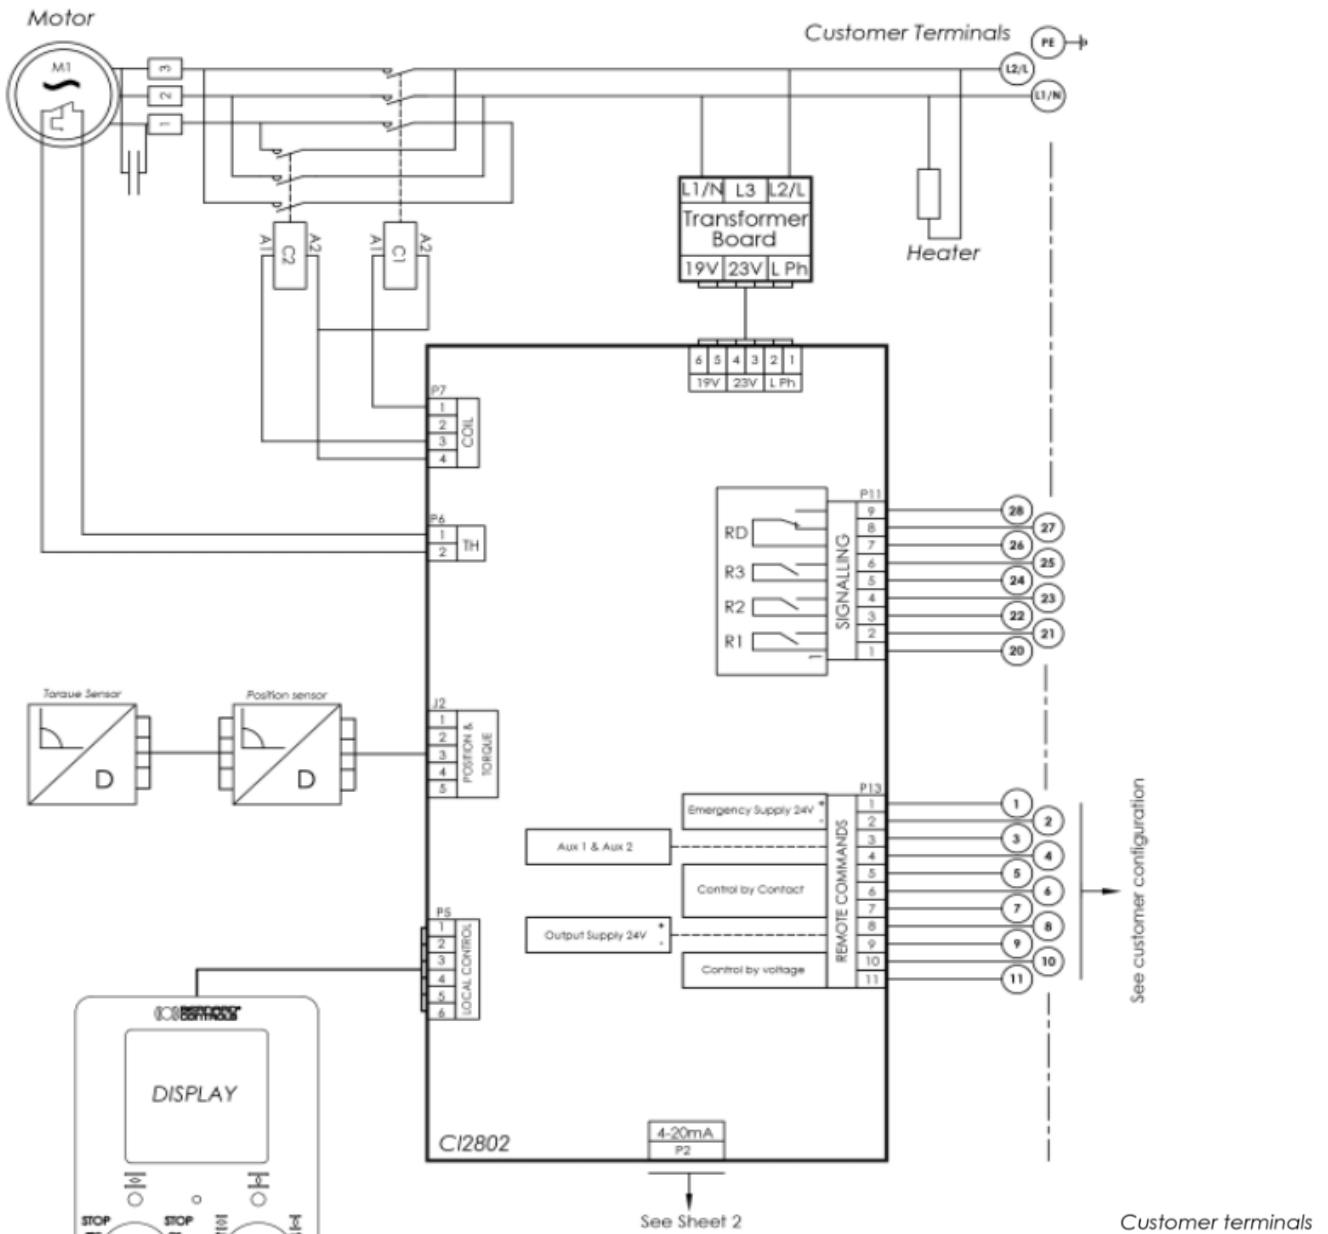 Motor
Customer Terminals
PE
M1
3
L2/L
2
L1/N
1
L1/N L3 L2/L
Transformer
Board
19V 23V L Ph
Heater
A1 C2 A2
A1 C1 A2
6 5 4 3 2 1
19V 23V L Ph
P7
1
2
3
4
COIL
P6
1
2
TH
P11
9
8
7
6
5
4
3
2
1
SIGNALLING
RD
R3
R2
R1
28
27
26
25
24
23
22
21
20
Torque Sensor
D
Position sensor
D
J2
1
2
3
4
5
POSITION &
TORQUE
P13
1
2
3
4
5
6
7
8
9
10
11
REMOTE COMMANDS
Emergency Supply 24V + -
Aux 1 & Aux 2
Control by Contact
Output Supply 24V + -
Control by voltage
1
2
3
4
5
6
7
8
9
10
11
See customer configuration
P5
1
2
3
4
5
6
LOCAL CONTROL
CONTROLS
DISPLAY
STOP
STOP
CI2802
4-20mA
P2
See Sheet 2
Customer terminals